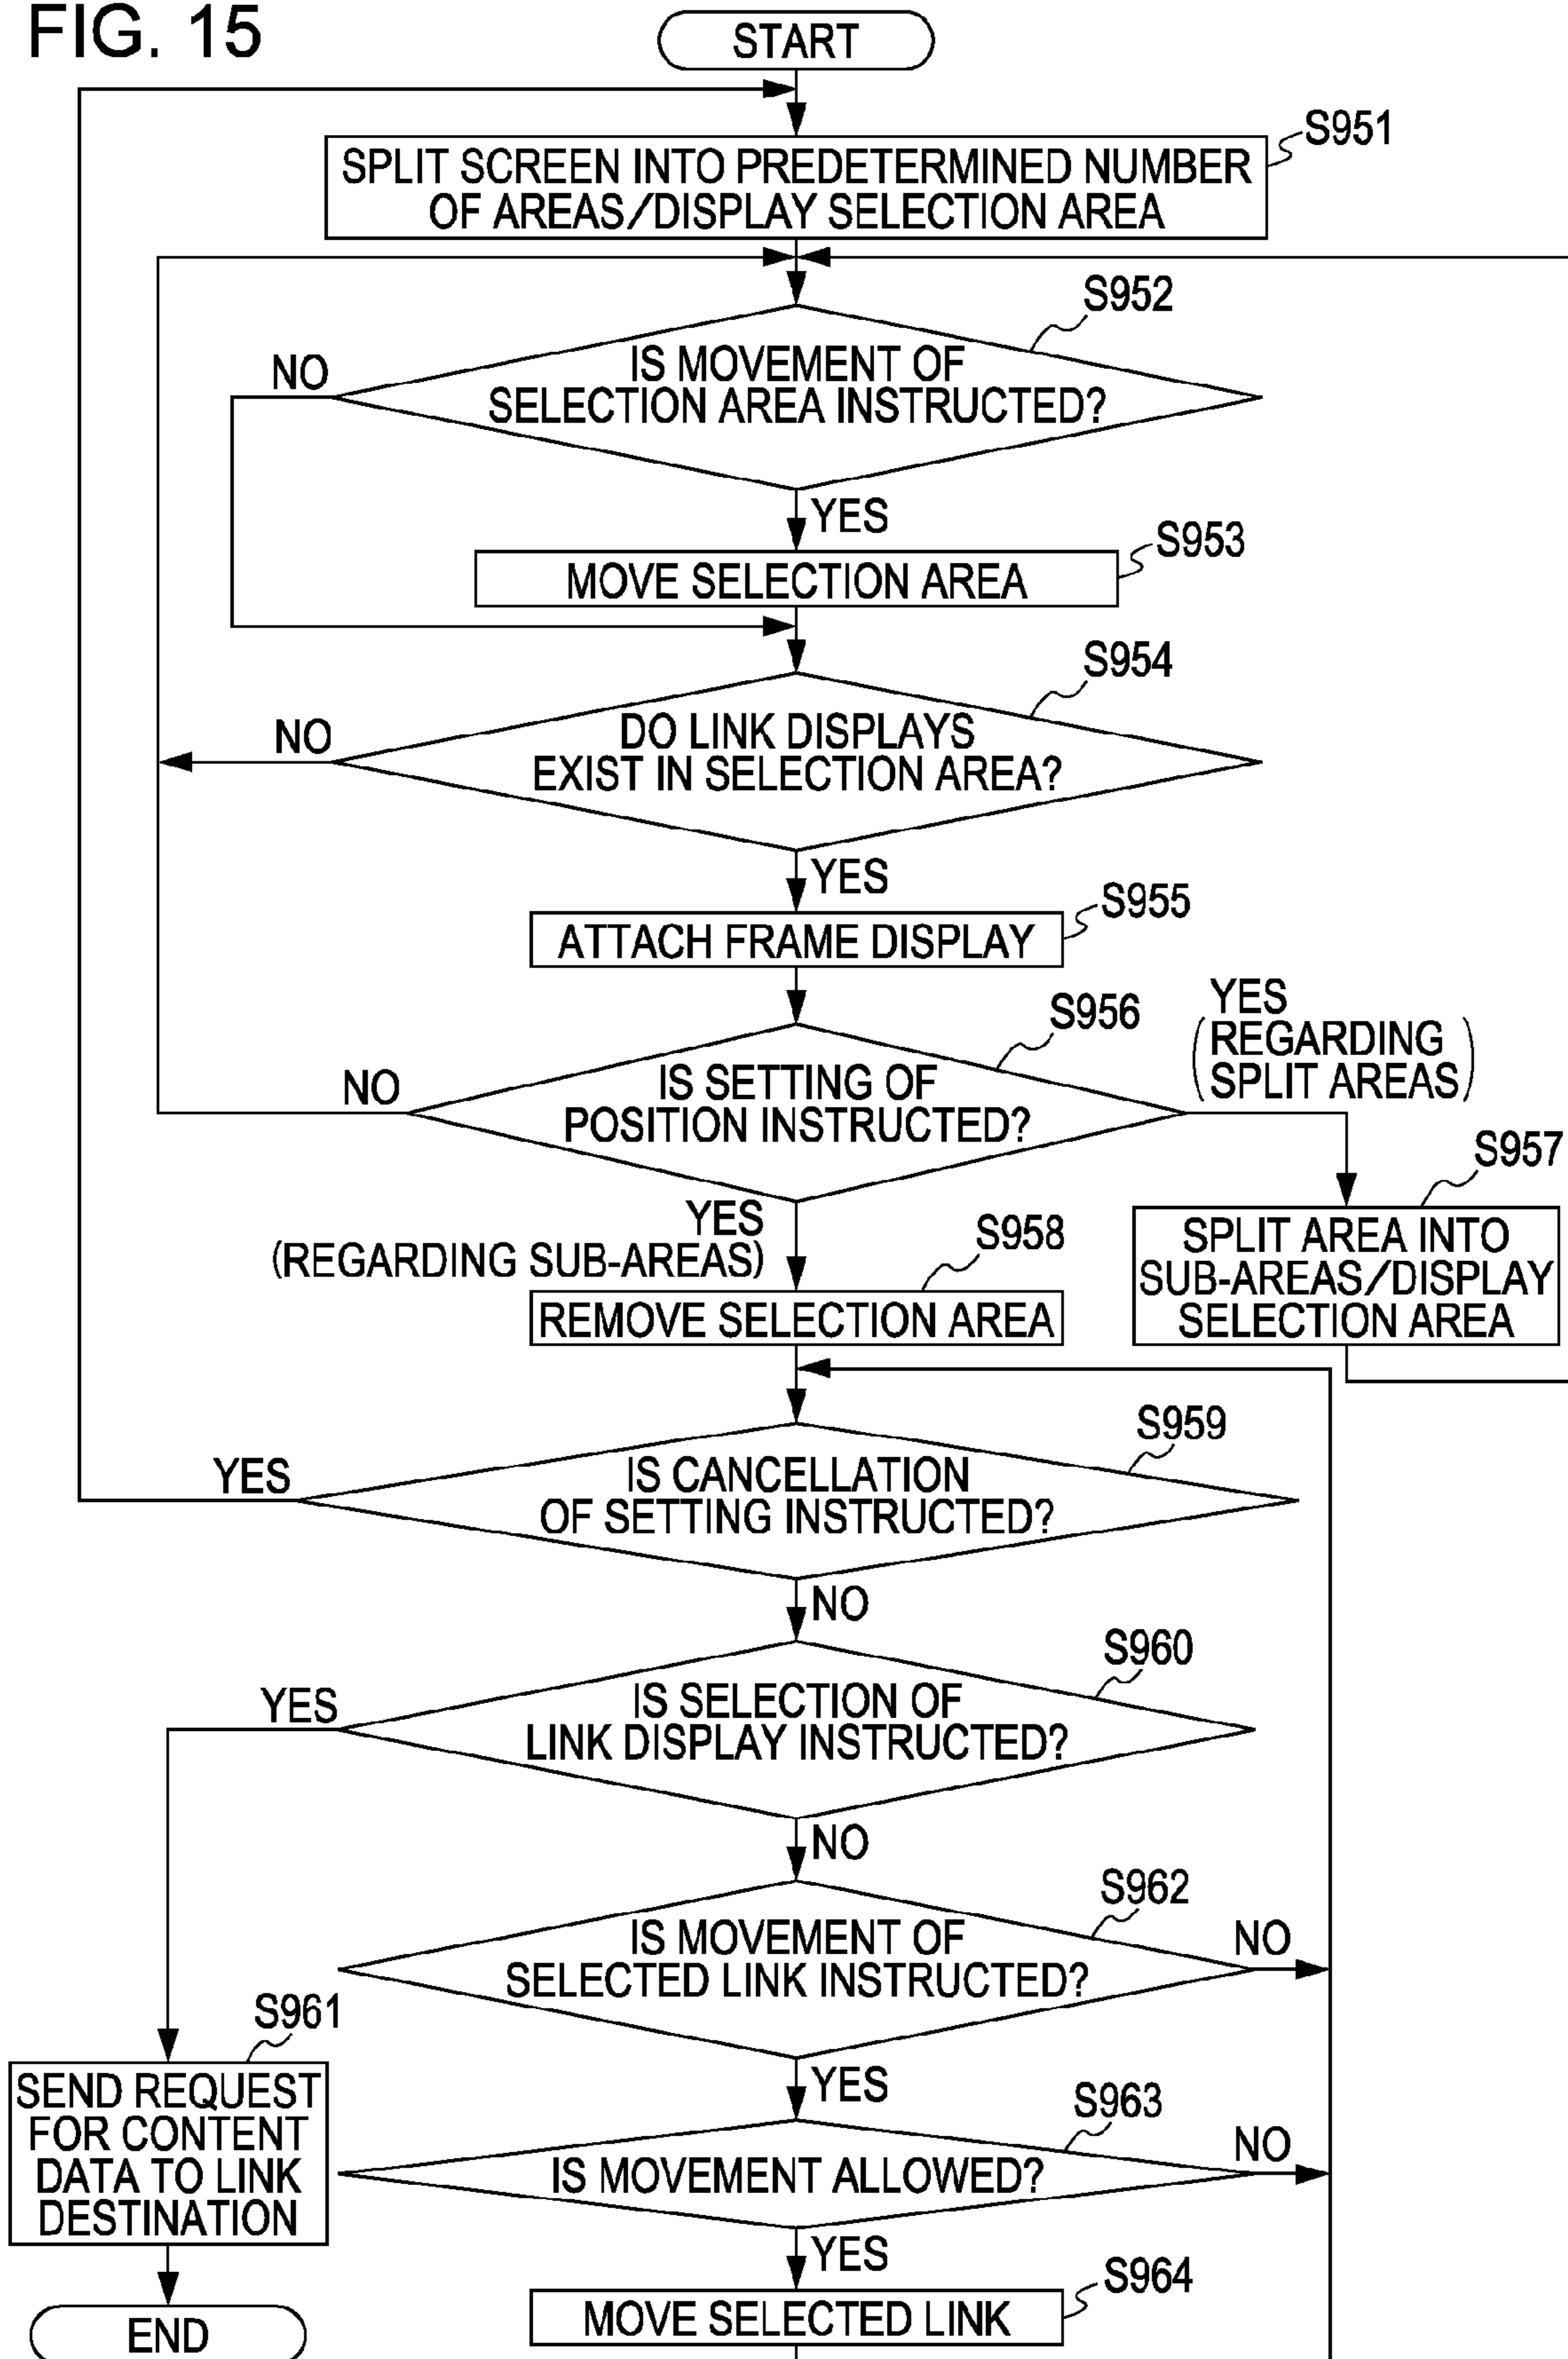 FIG. 15
START
S951
SPLIT SCREEN INTO PREDETERMINED NUMBER
OF AREAS/DISPLAY SELECTION AREA
S952
IS MOVEMENT OF
SELECTION AREA INSTRUCTED?
NO
YES
S953
MOVE SELECTION AREA
S954
DO LINK DISPLAYS
EXIST IN SELECTION AREA?
NO
YES
S955
ATTACH FRAME DISPLAY
S956
IS SETTING OF
POSITION INSTRUCTED?
NO
YES
(REGARDING
SPLIT AREAS)
S957
SPLIT AREA INTO
SUB-AREAS/DISPLAY
SELECTION AREA
YES
(REGARDING SUB-AREAS)
S958
REMOVE SELECTION AREA
S959
IS CANCELLATION
OF SETTING INSTRUCTED?
YES
NO
S960
IS SELECTION OF
LINK DISPLAY INSTRUCTED?
YES
NO
S962
IS MOVEMENT OF
SELECTED LINK INSTRUCTED?
NO
YES
S961
SEND REQUEST
FOR CONTENT
DATA TO LINK
DESTINATION
S963
IS MOVEMENT ALLOWED?
NO
YES
S964
MOVE SELECTED LINK
END